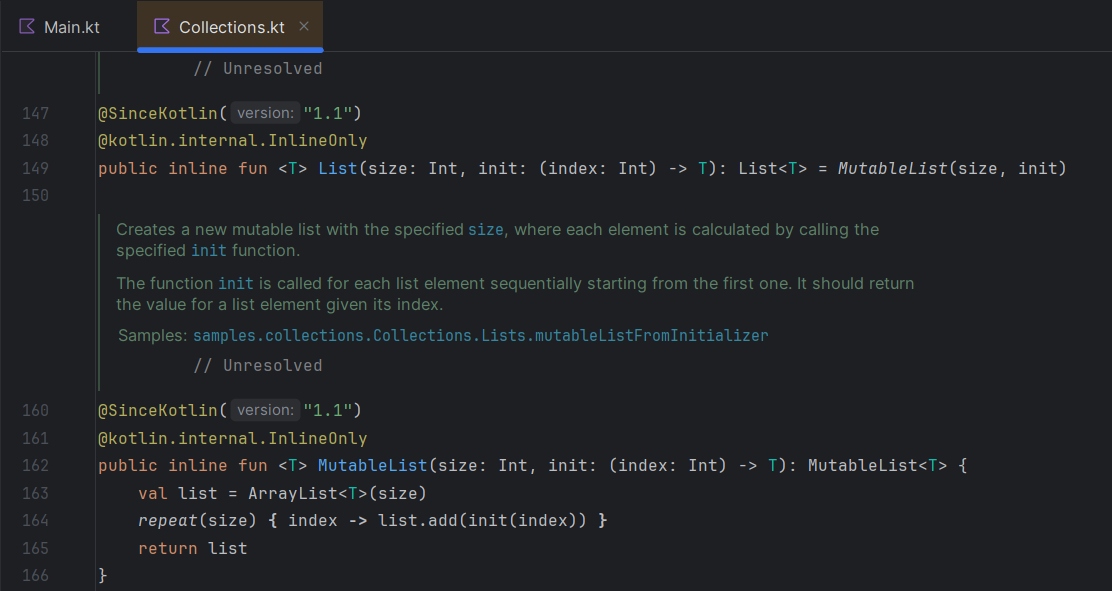 Main.kt
Collections.kt
// Unresolved
147 @SinceKotlin( version: "1.1")
148 @kotlin.internal.InlineOnly
149 public inline fun <T> List(size: Int, init: (index: Int) -> T): List<T> = MutableList(size, init)
150
Creates a new mutable list with the specified size, where each element is calculated by calling the
specified init function.
The function init is called for each list element sequentially starting from the first one. It should return
the value for a list element given its index.
Samples: samples.collections.Collections.Lists.mutableListFromInitializer
// Unresolved
160 @SinceKotlin( version: "1.1")
161 @kotlin.internal.InlineOnly
162 public inline fun <T> MutableList(size: Int, init: (index: Int) -> T): MutableList<T> {
163 val list = ArrayList<T>(size)
164 repeat(size) { index -> list.add(init(index)) }
165 return list
166 }